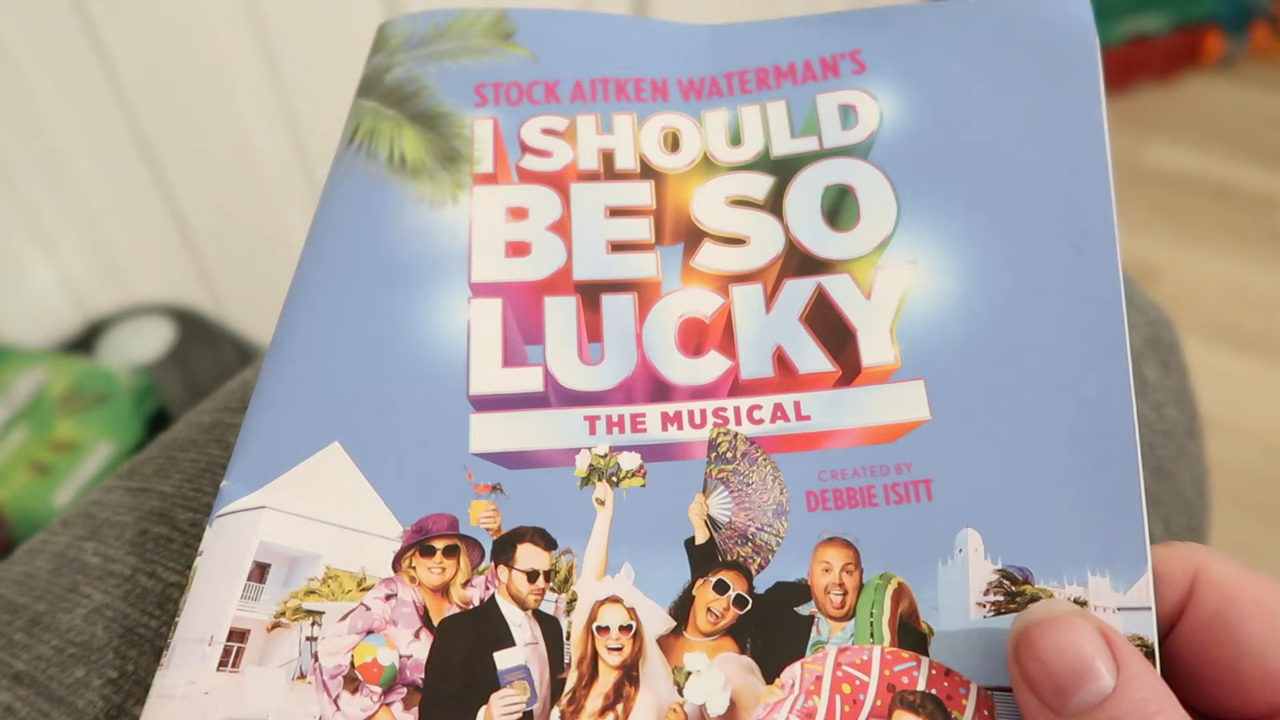 STOCK AITKEN WATERMAN'S
I SHOULD
BE SO
LUCKY
THE MUSICAL
CREATED BY
DEBBIE ISITT